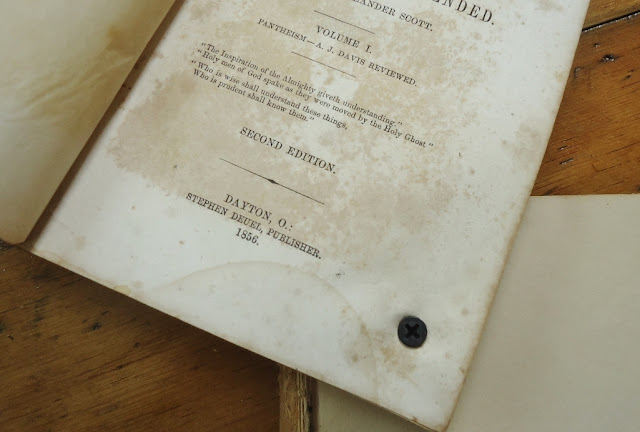 LANDER SCOTT.
VOLUME I.
PANTHEISM—A. J. DAVIS REVIEWED.
"The Inspiration of the Almighty giveth understanding."
"Holy men of God spake as they were moved by the Holy Ghost"
"Who is wise shall understand these things,
Who is prudent shall know them."
SECOND EDITION.
DAYTON, O.:
STEPHEN DEUEL, PUBLISHER.
1856.